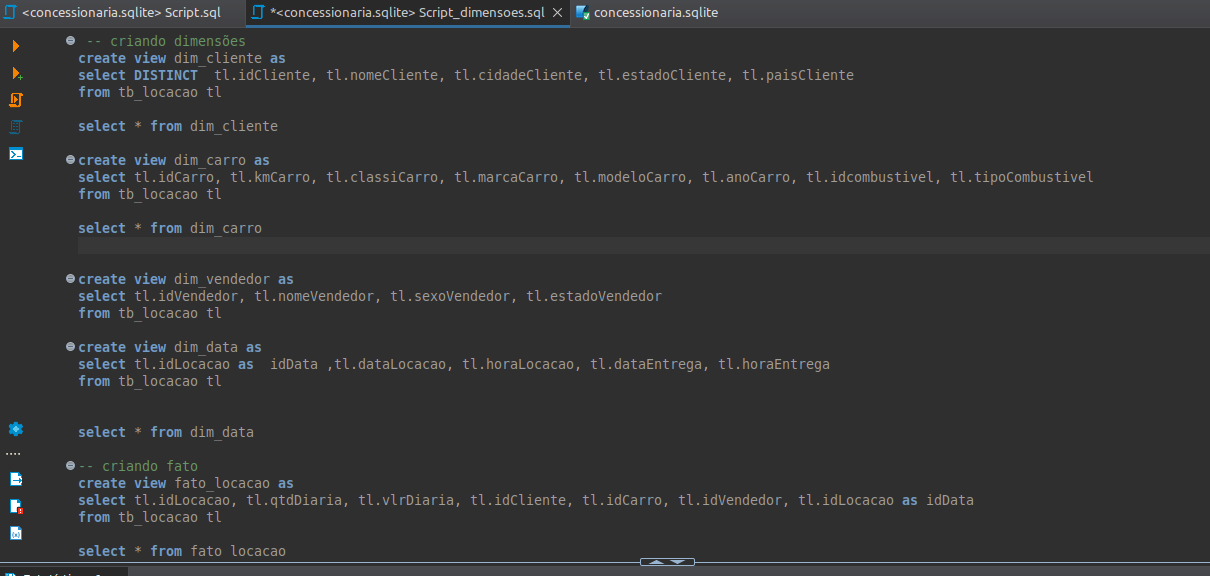 <concessionaria.sqlite> Script.sql
*<concessionaria.sqlite> Script_dimensoes.sql
concessionaria.sqlite
-- criando dimensões
create view dim_cliente as
select DISTINCT  tl.idCliente, tl.nomeCliente, tl.cidadeCliente, tl.estadoCliente, tl.paisCliente
from tb_locacao tl
select * from dim_cliente
create view dim_carro as
select tl.idCarro, tl.kmCarro, tl.classiCarro, tl.marcaCarro, tl.modeloCarro, tl.anoCarro, tl.idcombustivel, tl.tipoCombustivel
from tb_locacao tl
select * from dim_carro
create view dim_vendedor as
select tl.idVendedor, tl.nomeVendedor, tl.sexoVendedor, tl.estadoVendedor
from tb_locacao tl
create view dim_data as
select tl.idLocacao as  idData ,tl.dataLocacao, tl.horaLocacao, tl.dataEntrega, tl.horaEntrega
from tb_locacao tl
select * from dim_data
-- criando fato
create view fato_locacao as
select tl.idLocacao, tl.qtdDiaria, tl.vlrDiaria, tl.idCliente, tl.idCarro, tl.idVendedor, tl.idLocacao as idData
from tb_locacao tl
select * from fato_locacao